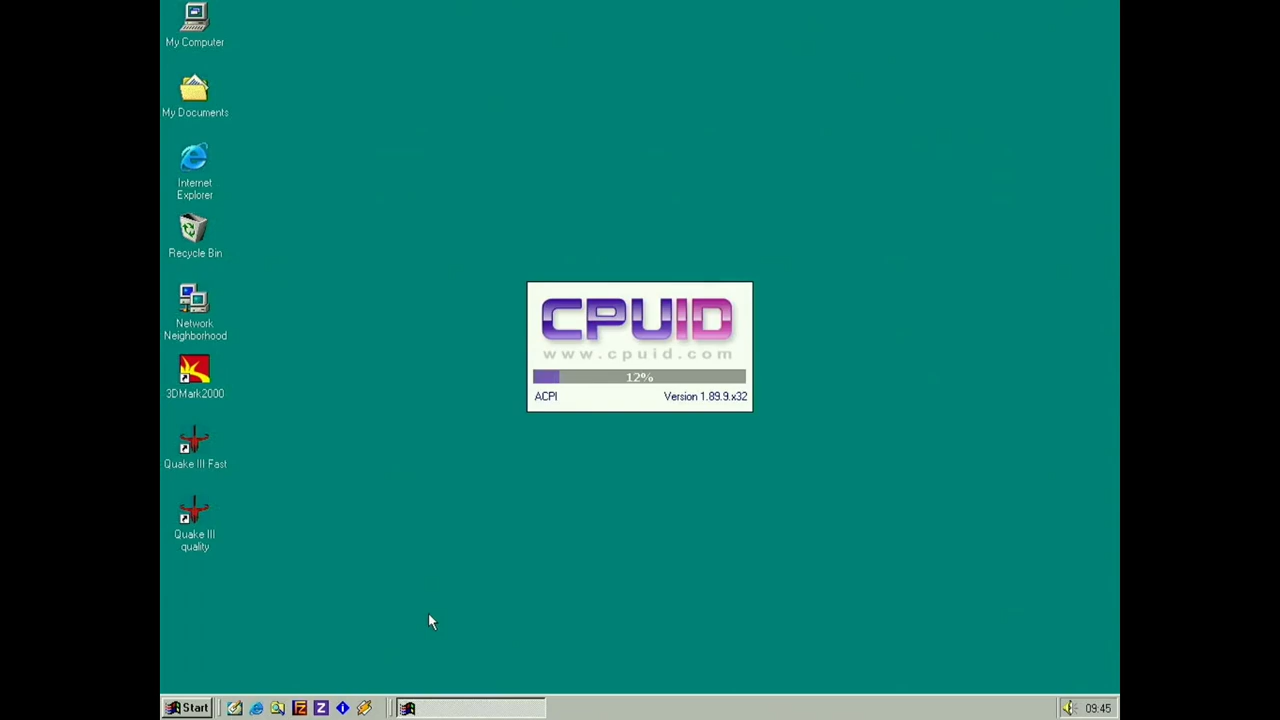 My Computer
My Documents
Internet
Explorer
Recycle Bin
Network
Neighborhood
3DMark2000
Quake III Fast
Quake III
quality
CPUID
www.cpuid.com
12%
ACPI Version 1.89.9.x32
Start
09:45